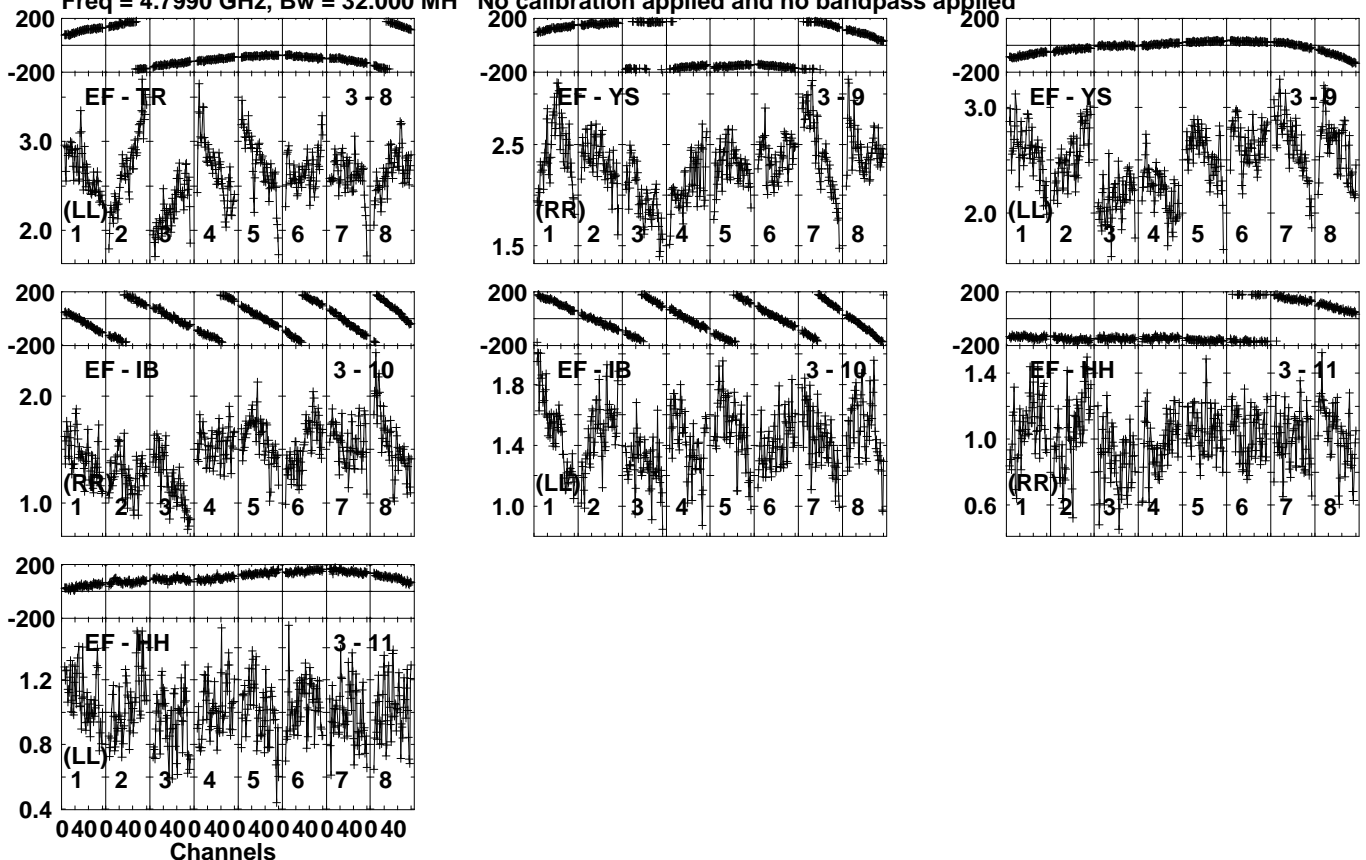 Freq = 4.7990 GHz, Bw = 32.000 MH No calibration applied and no bandpass applied
200
-200
EF - TR 3 - 8
3.0
2.0
(LL)
1 2 3 4 5 6 7 8
200
-200
EF - YS 3 - 9
2.5
1.5
(RR)
1 2 3 4 5 6 7 8
200
-200
EF - YS 3 - 9
3.0
2.0
(LL)
1 2 3 4 5 6 7 8
200
-200
EF - IB 3 - 10
2.0
1.0
(RR)
1 2 3 4 5 6 7 8
200
-200
EF - IB 3 - 10
1.8
1.4
1.0
(LL)
1 2 3 4 5 6 7 8
200
-200
EF - HH 3 - 11
1.4
1.0
0.6
(RR)
1 2 3 4 5 6 7 8
200
-200
EF - HH 3 - 11
1.2
0.8
0.4
(LL)
1 2 3 4 5 6 7 8
0 40 0 40 0 40 0 40 0 40 0 40 0 40 0 40
Channels